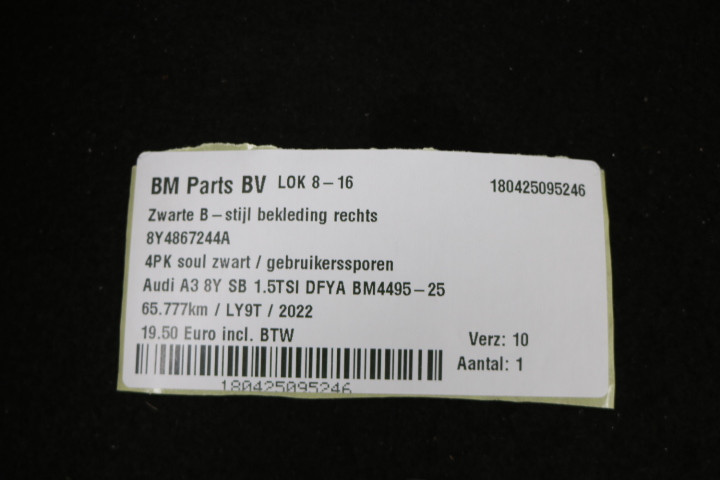 BM Parts BV LOK 8-16 180425095246
Zwarte B-stijl bekleding rechts
8Y4867244A
4PK soul zwart / gebruikerssporen
Audi A3 8Y SB 1.5TSI DFYA BM4495-25
65.777km / LY9T / 2022
19.50 Euro incl. BTW Verz: 10
Aantal: 1
180425095246